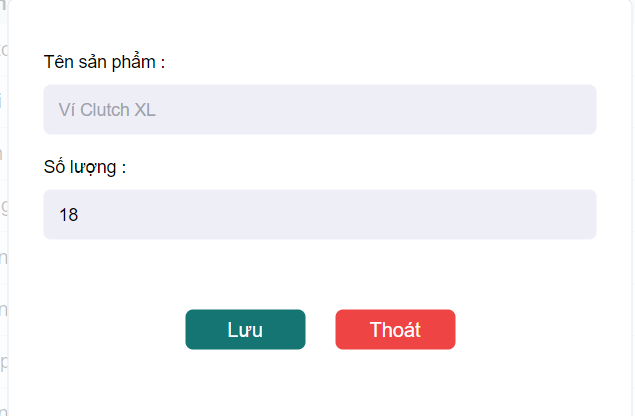 Tên sản phẩm :
Ví Clutch XL
Số lượng :
18
Lưu Thoát